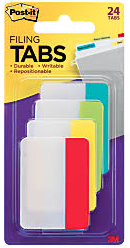 Post-it
24
TABS
FILING
TABS
• Durable • Writable
• Repositionable
3M